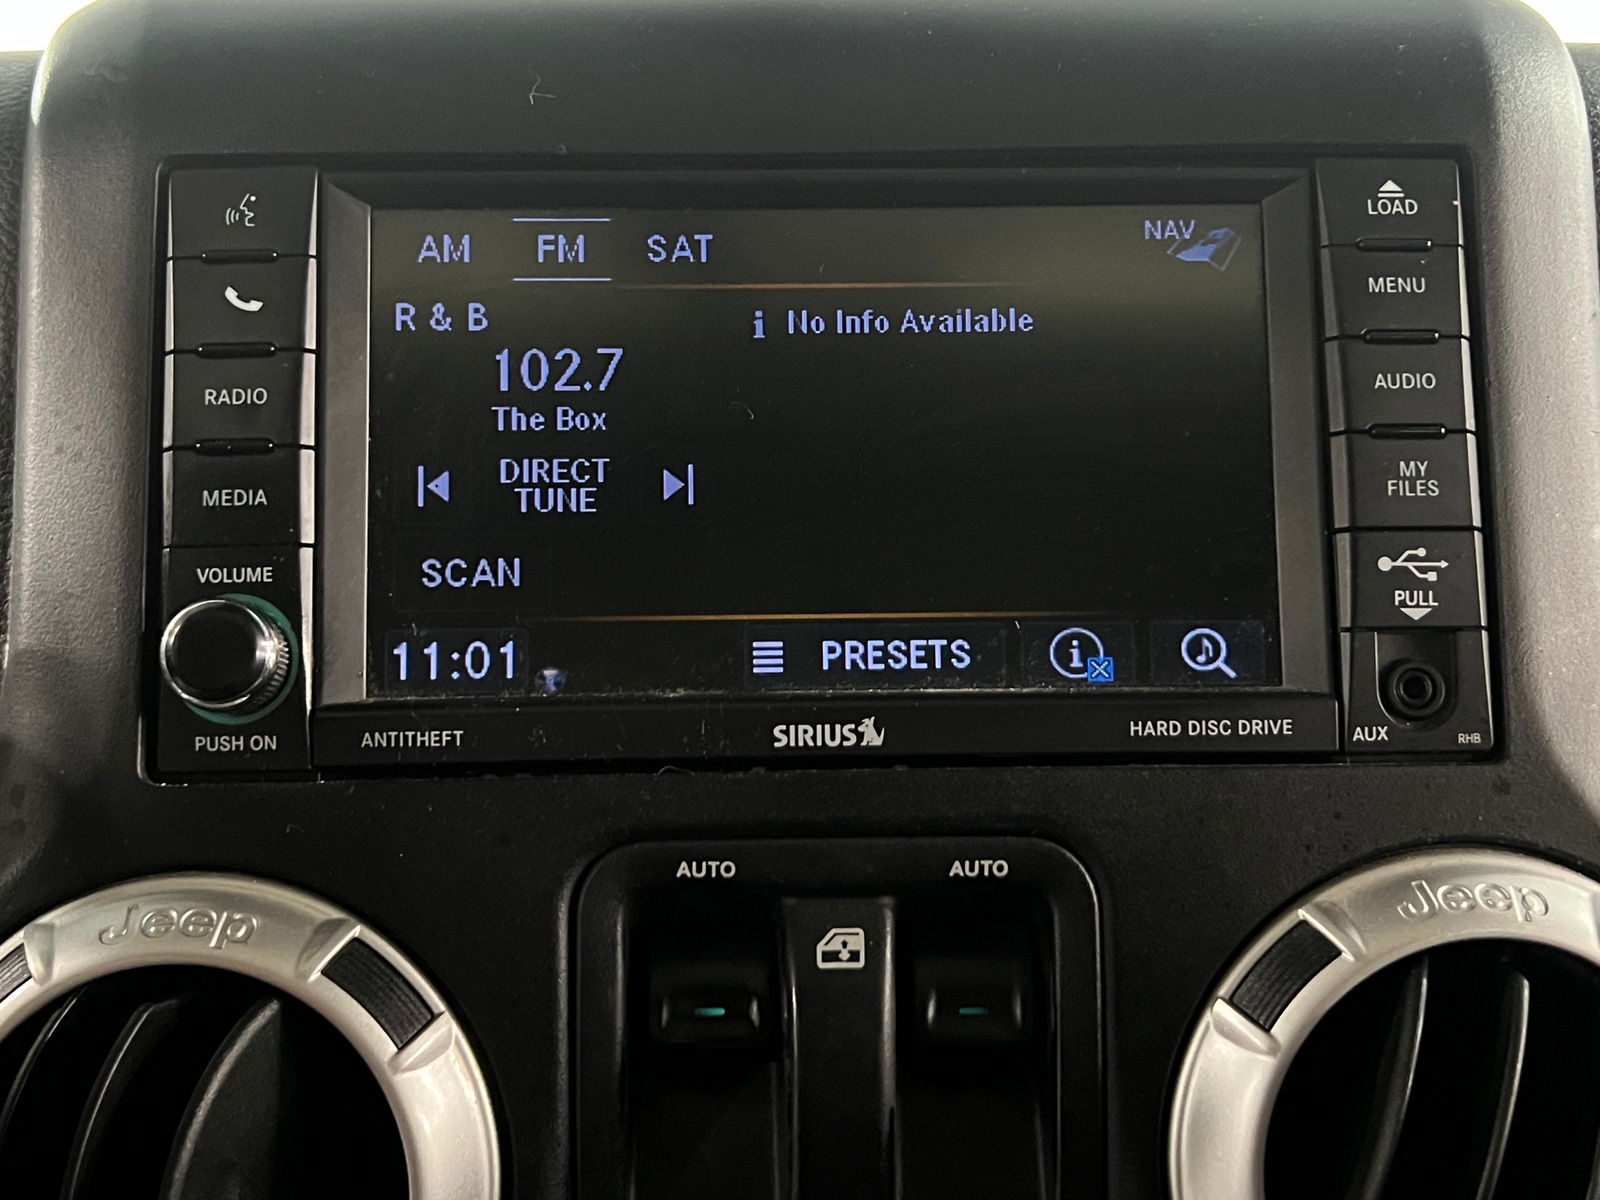 LOAD
AM FM SAT
NAV
MENU
R & B
i No Info Available
102.7
The Box
AUDIO
RADIO
DIRECT
TUNE
MY
FILES
MEDIA
SCAN
VOLUME
PULL
11:01
PRESETS
i
PUSH ON
ANTITHEFT
SIRIUS
HARD DISC DRIVE
AUX
RHB
AUTO
AUTO
Jeep
Jeep